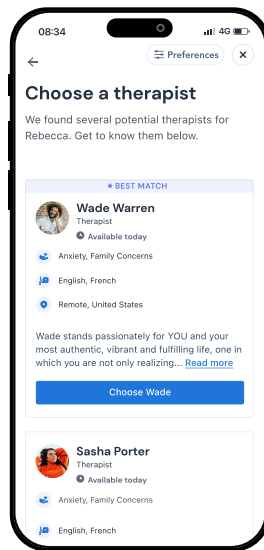 08:34
4G
Preferences
Choose a therapist
We found several potential therapists for
Rebecca. Get to know them below.
BEST MATCH
Wade Warren
Therapist
Available today
Anxiety, Family Concerns
English, French
Remote, United States
Wade stands passionately for YOU and your
most authentic, vibrant and fulfilling life, one in
which you are not only realizing... Read more
Choose Wade
Sasha Porter
Therapist
Available today
Anxiety, Family Concerns
English, French